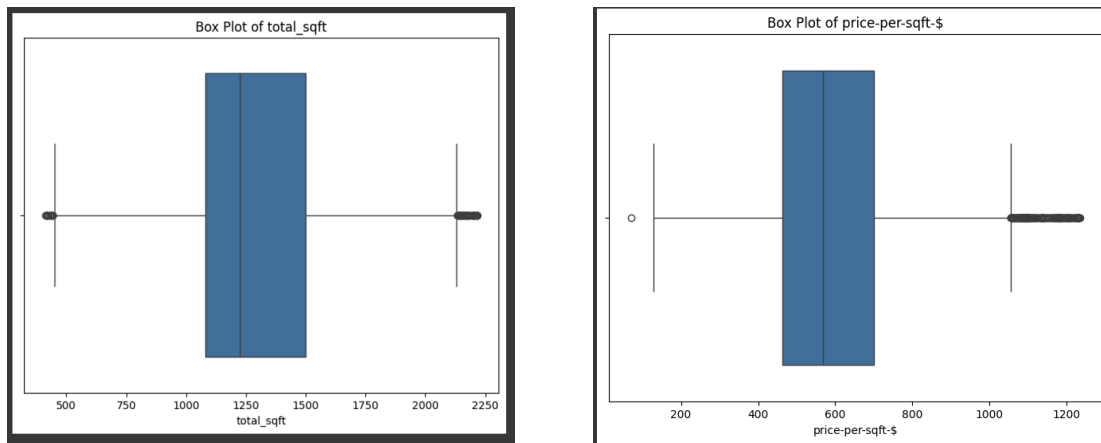 Box Plot of total_sqft
500 750 1000 1250 1500 1750 2000 2250
total_sqft
Box Plot of price-per-sqft-$
200 400 600 800 1000 1200
price-per-sqft-$